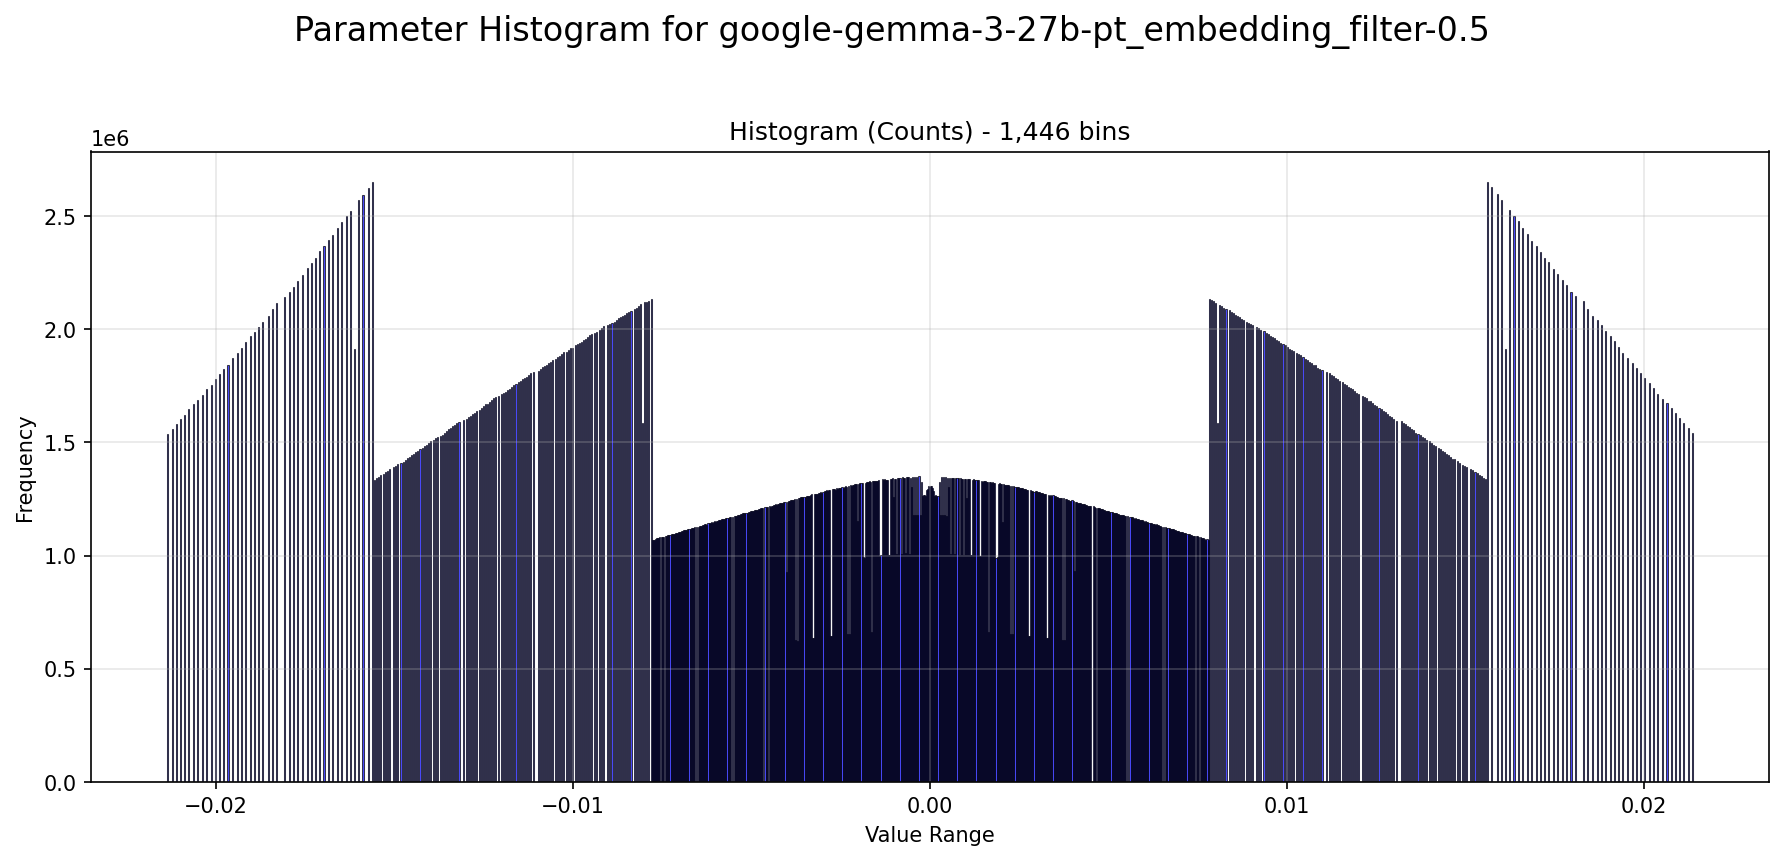 Parameter Histogram for google-gemma-3-27b-pt_embedding_filter-0.5
Histogram (Counts) - 1,446 bins
1e6
2.5
2.0
1.5
1.0
0.5
0.0
Frequency
−0.02 −0.01 0.00 0.01 0.02
Value Range